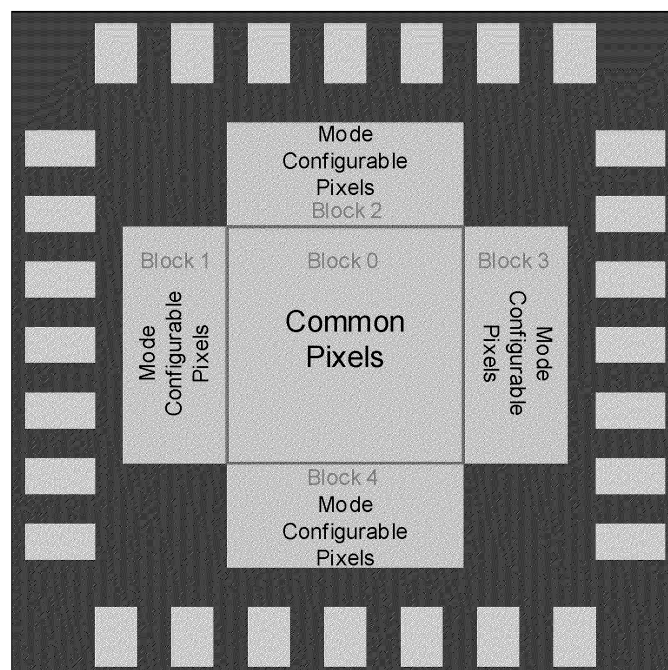 Mode
Configurable
Pixels
Block 2
Block 1
Mode
Configurable
Pixels
Block 0
Common
Pixels
Block 3
Mode
Configurable
Pixels
Block 4
Mode
Configurable
Pixels